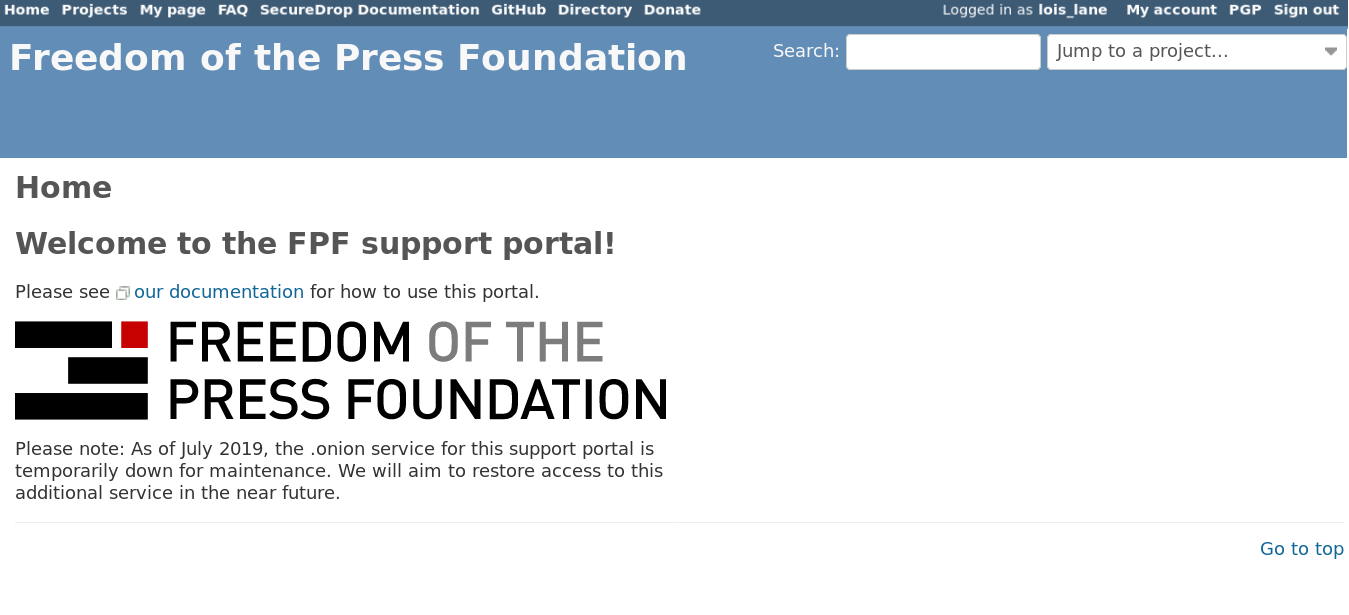 Home Projects My page FAQ SecureDrop Documentation GitHub Directory Donate Logged in as lois_lane My account PGP Sign out
Freedom of the Press Foundation Search: Jump to a project...
Home
Welcome to the FPF support portal!
Please see our documentation for how to use this portal.
FREEDOM OF THE
PRESS FOUNDATION
Please note: As of July 2019, the .onion service for this support portal is
temporarily down for maintenance. We will aim to restore access to this
additional service in the near future.
Go to top